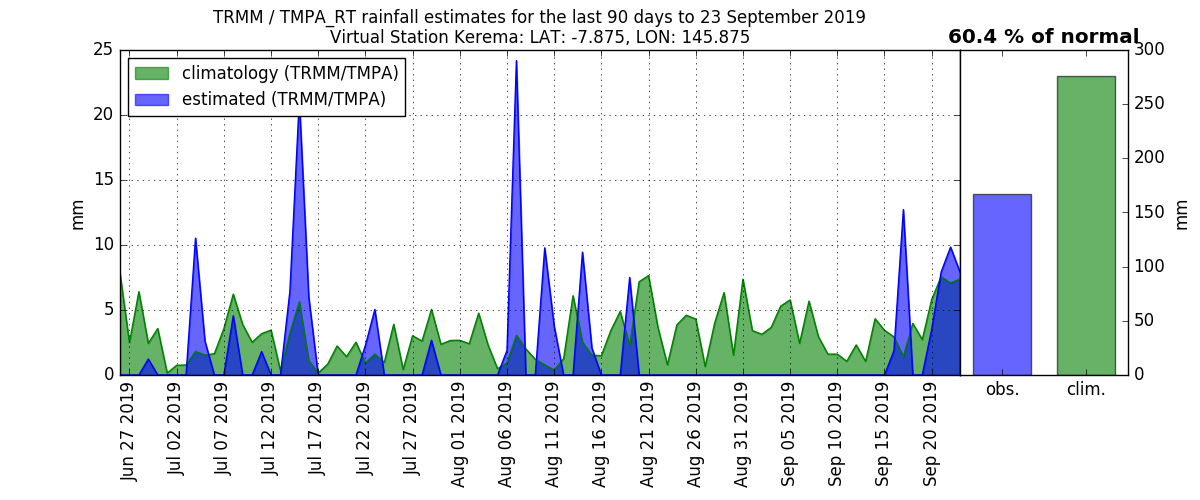 TRMM / TMPA_RT rainfall estimates for the last 90 days to 23 September 2019
Virtual Station Kerema: LAT: -7.875, LON: 145.875
60.4 % of normal
climatology (TRMM/TMPA)
estimated (TRMM/TMPA)
mm
25
20
15
10
5
0
Jun 27 2019
Jul 02 2019
Jul 07 2019
Jul 12 2019
Jul 17 2019
Jul 22 2019
Jul 27 2019
Aug 01 2019
Aug 06 2019
Aug 11 2019
Aug 16 2019
Aug 21 2019
Aug 26 2019
Aug 31 2019
Sep 05 2019
Sep 10 2019
Sep 15 2019
Sep 20 2019
300
250
200
150
100
50
0
mm
obs.
clim.